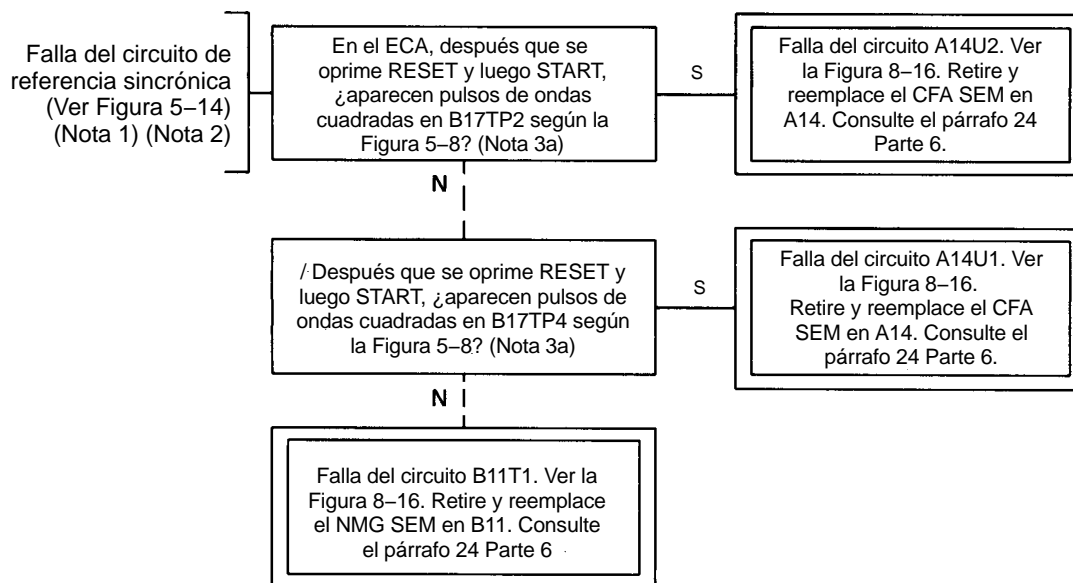 Falla del circuito de
referencia sincrónica
(Ver Figura 5–14)
(Nota 1) (Nota 2)
En el ECA, después que se
oprime RESET y luego START,
¿aparecen pulsos de ondas
cuadradas en B17TP2 según la
Figura 5–8? (Nota 3a)
S
Falla del circuito A14U2. Ver
la Figura 8–16. Retire y
reemplace el CFA SEM en
A14. Consulte el párrafo 24
Parte 6.
N
/ Después que se oprime RESET y
luego START, ¿aparecen pulsos de
ondas cuadradas en B17TP4 según
la Figura 5–8? (Nota 3a)
S
Falla del circuito A14U1. Ver
la Figura 8–16.
Retire y reemplace el CFA
SEM en A14. Consulte el
párrafo 24 Parte 6.
N
Falla del circuito B11T1. Ver la
Figura 8–16. Retire y reemplace
el NMG SEM en B11. Consulte
el párrafo 24 Parte 6